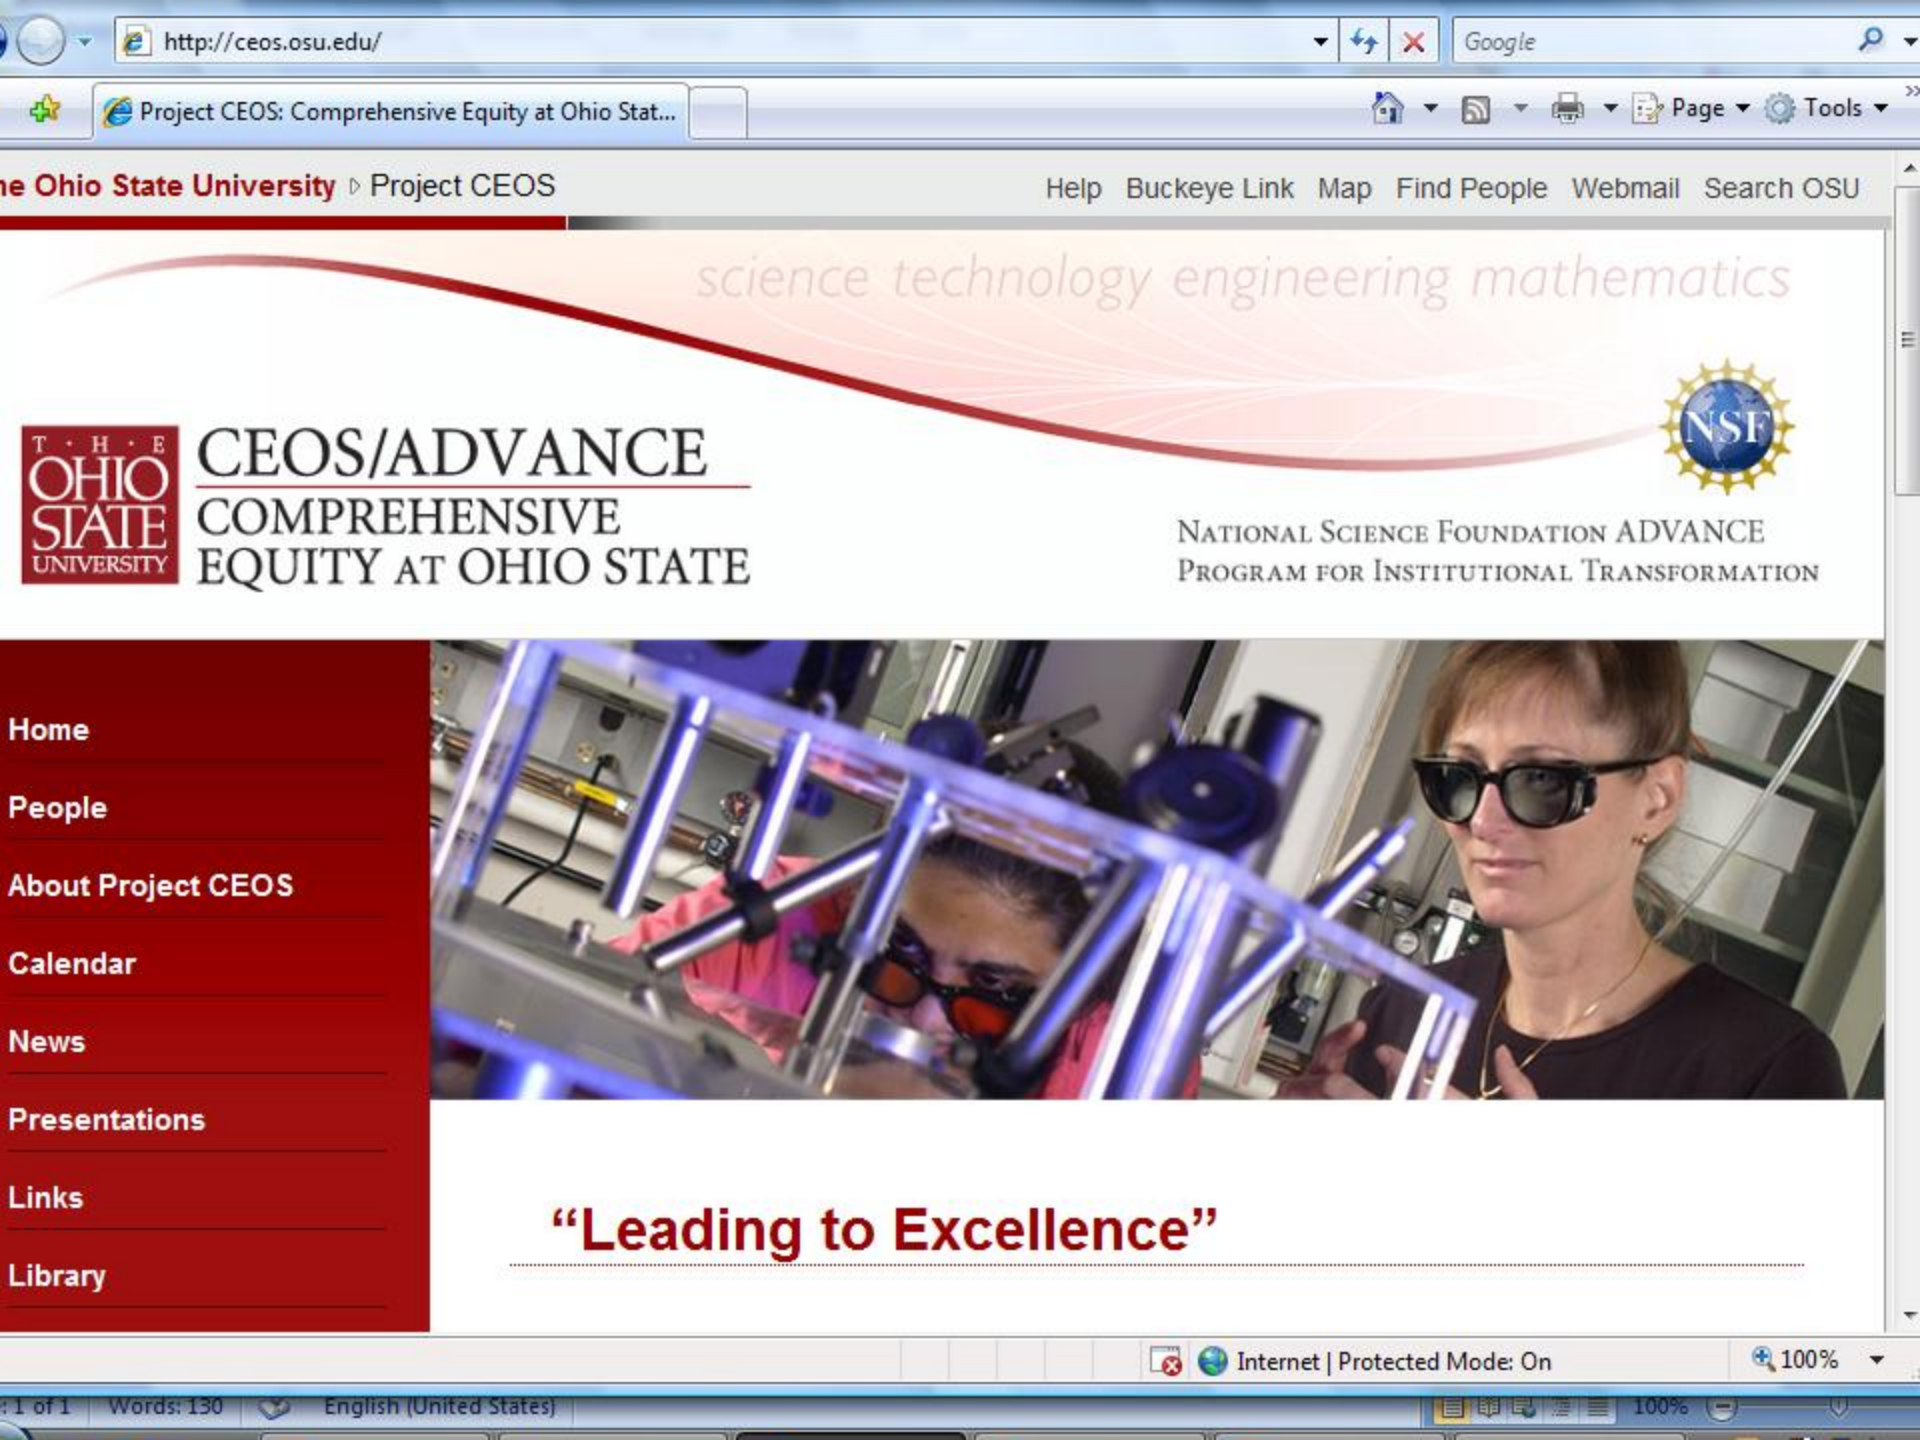 http://ceos.osu.edu/
Google
Project CEOS: Comprehensive Equity at Ohio Stat...
Page
Tools
Ohio State University ▷ Project CEOS
Help Buckeye Link Map Find People Webmail Search OSU
science technology engineering mathematics
NSF
T · H · E
OHIO
STATE
UNIVERSITY
CEOS/ADVANCE
COMPREHENSIVE
EQUITY AT OHIO STATE
NATIONAL SCIENCE FOUNDATION ADVANCE
PROGRAM FOR INSTITUTIONAL TRANSFORMATION
Home
People
About Project CEOS
Calendar
News
Presentations
Links
Library
“Leading to Excellence”
Internet | Protected Mode: On
100%
: 1 of 1
Words: 130
English (United States)
100%